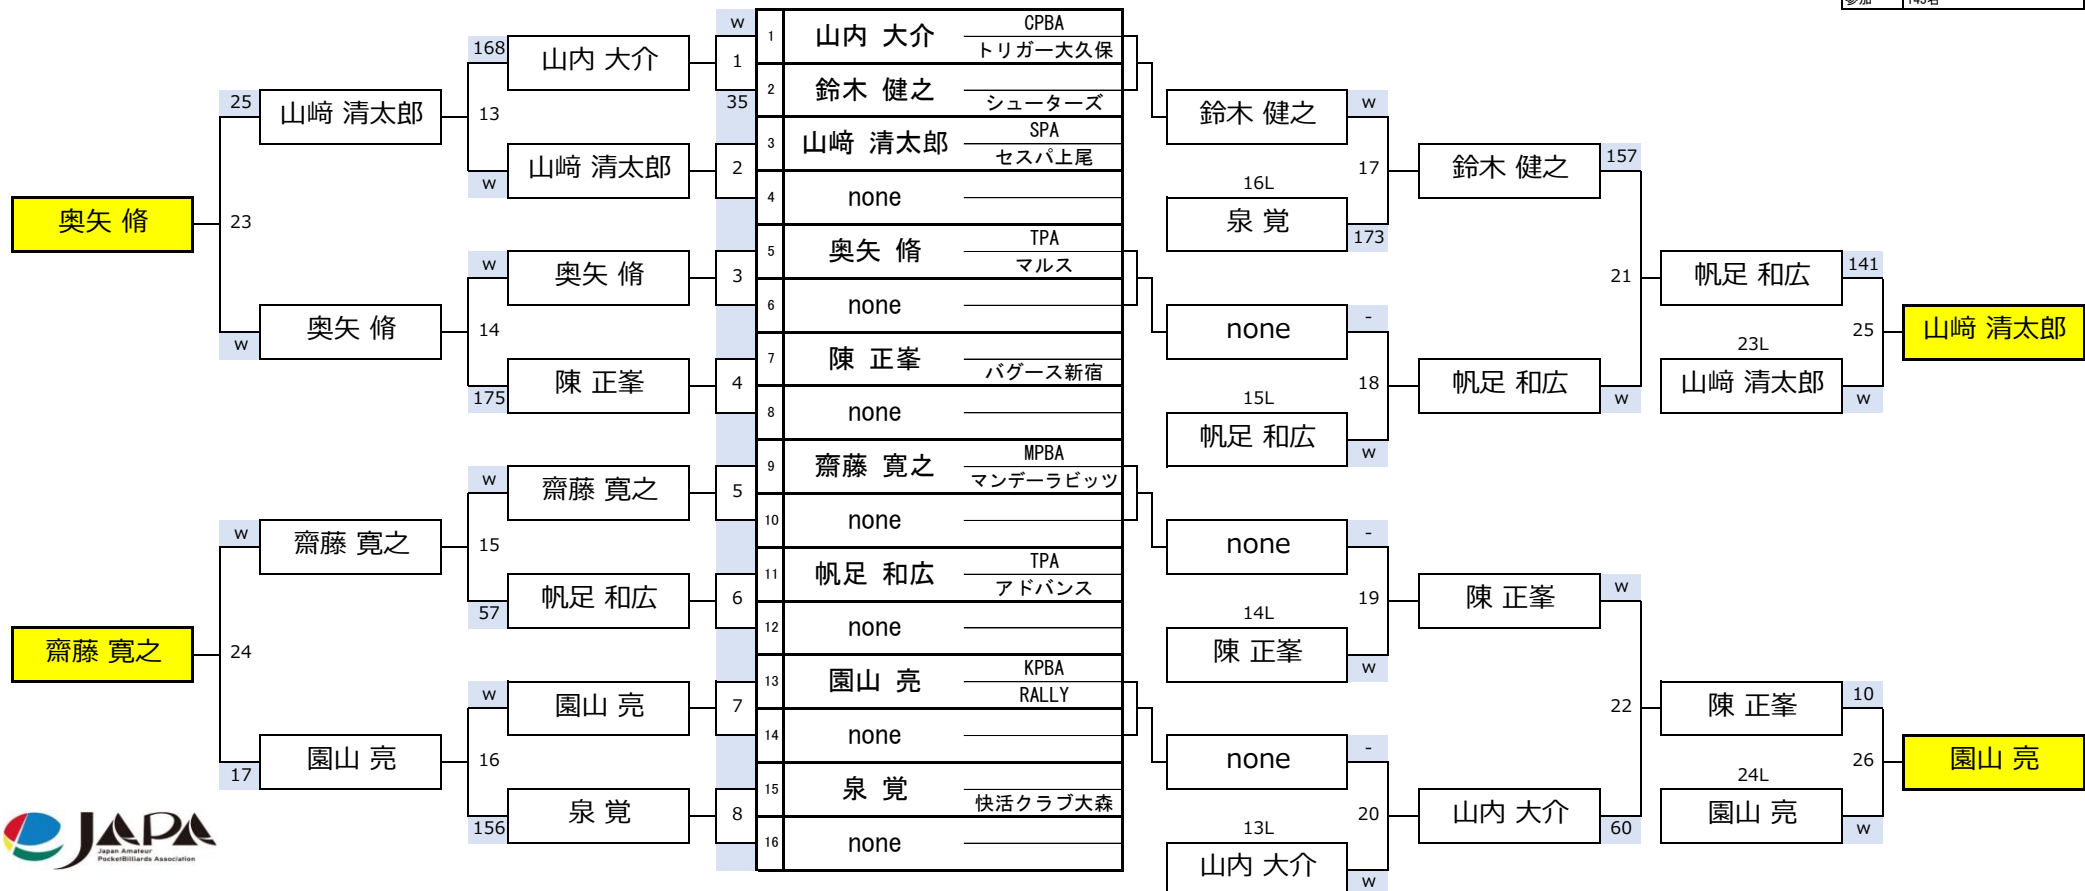 参加 143名
w
1 山内 大介 CPBA
トリガー大久保
168 山内 大介 1
2 鈴木 健之
シューターズ
35
25 山﨑 清太郎 13
鈴木 健之 w
3 山﨑 清太郎 SPA
セスパ上尾
w 山﨑 清太郎 2
17 鈴木 健之 157
16L
4 none
奥矢 脩 23
泉 覚 173
5 奥矢 脩 TPA
マルス
w 奥矢 脩 3
21 帆足 和広 141
6 none
w 奥矢 脩 14
none -
25 山﨑 清太郎
23L
7 陳 正峯
バグース新宿
175 陳 正峯 4
18 帆足 和広 w
山﨑 清太郎 w
15L
8 none
帆足 和広 w
9 齋藤 寛之 MPBA
マンデーラビッツ
w 齋藤 寛之 5
10 none
w 齋藤 寛之 15
none -
11 帆足 和広 TPA
アドバンス
57 帆足 和広 6
19 陳 正峯 w
14L
12 none
齋藤 寛之 24
陳 正峯 w
13 園山 亮 KPBA
RALLY
w 園山 亮 7
22 陳 正峯 10
14 none
17 園山 亮 16
none -
26 園山 亮
24L
15 泉 覚
快活クラブ大森
156 泉 覚 8
20 山内 大介 60
園山 亮 w
13L
16 none
山内 大介 w
JAPA
Japan Amateur
PocketBilliards Association